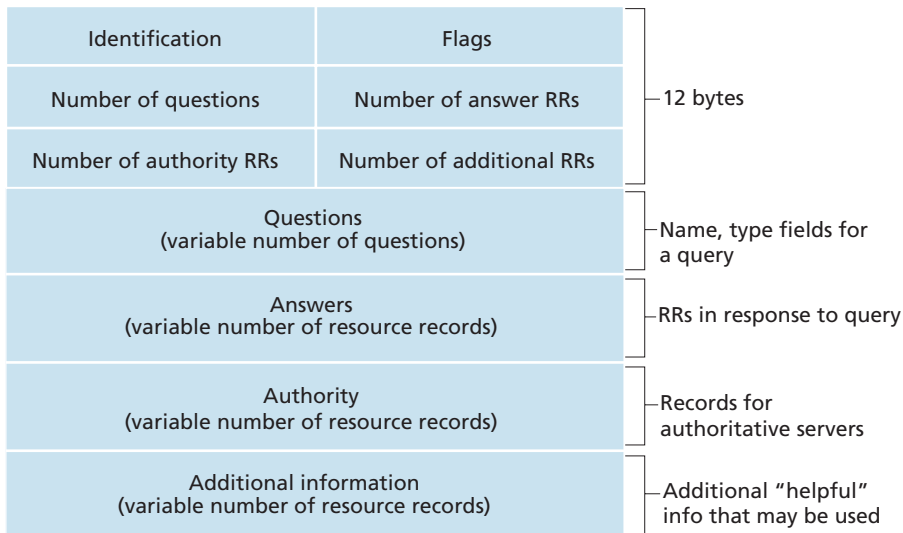 Identification
Flags
Number of questions
Number of answer RRs
12 bytes
Number of authority RRs
Number of additional RRs
Questions
(variable number of questions)
Name, type fields for
a query
Answers
(variable number of resource records)
RRs in response to query
Authority
(variable number of resource records)
Records for
authoritative servers
Additional information
(variable number of resource records)
Additional “helpful”
info that may be used